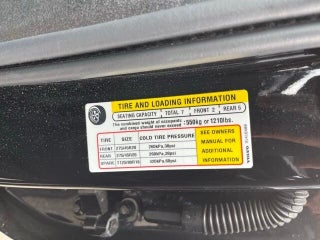 TIRE AND LOADING INFORMATION
SEATING CAPACITY TOTAL 7 FRONT 2 REAR 5
The combined weight of occupants and cargo should never exceed : 550kg or 1210lbs.
TIRE SIZE COLD TIRE PRESSURE
FRONT 275/45R20 260kPa,38psi
REAR 275/45R20 260kPa,38psi
SPARE 420kPa,60psi
SEE OWNERS
MANUAL FOR
ADDITIONAL
INFORMATION
VOLVO